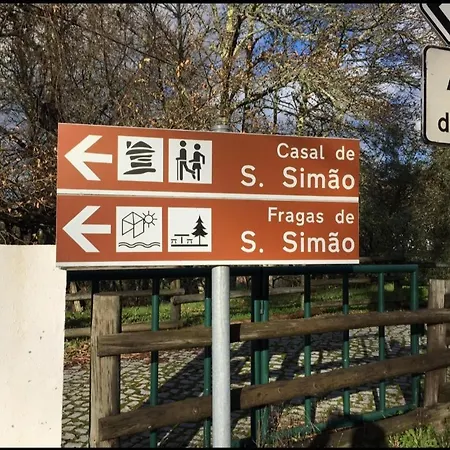 Casal de
S. Simão
Fragas de
S. Simão